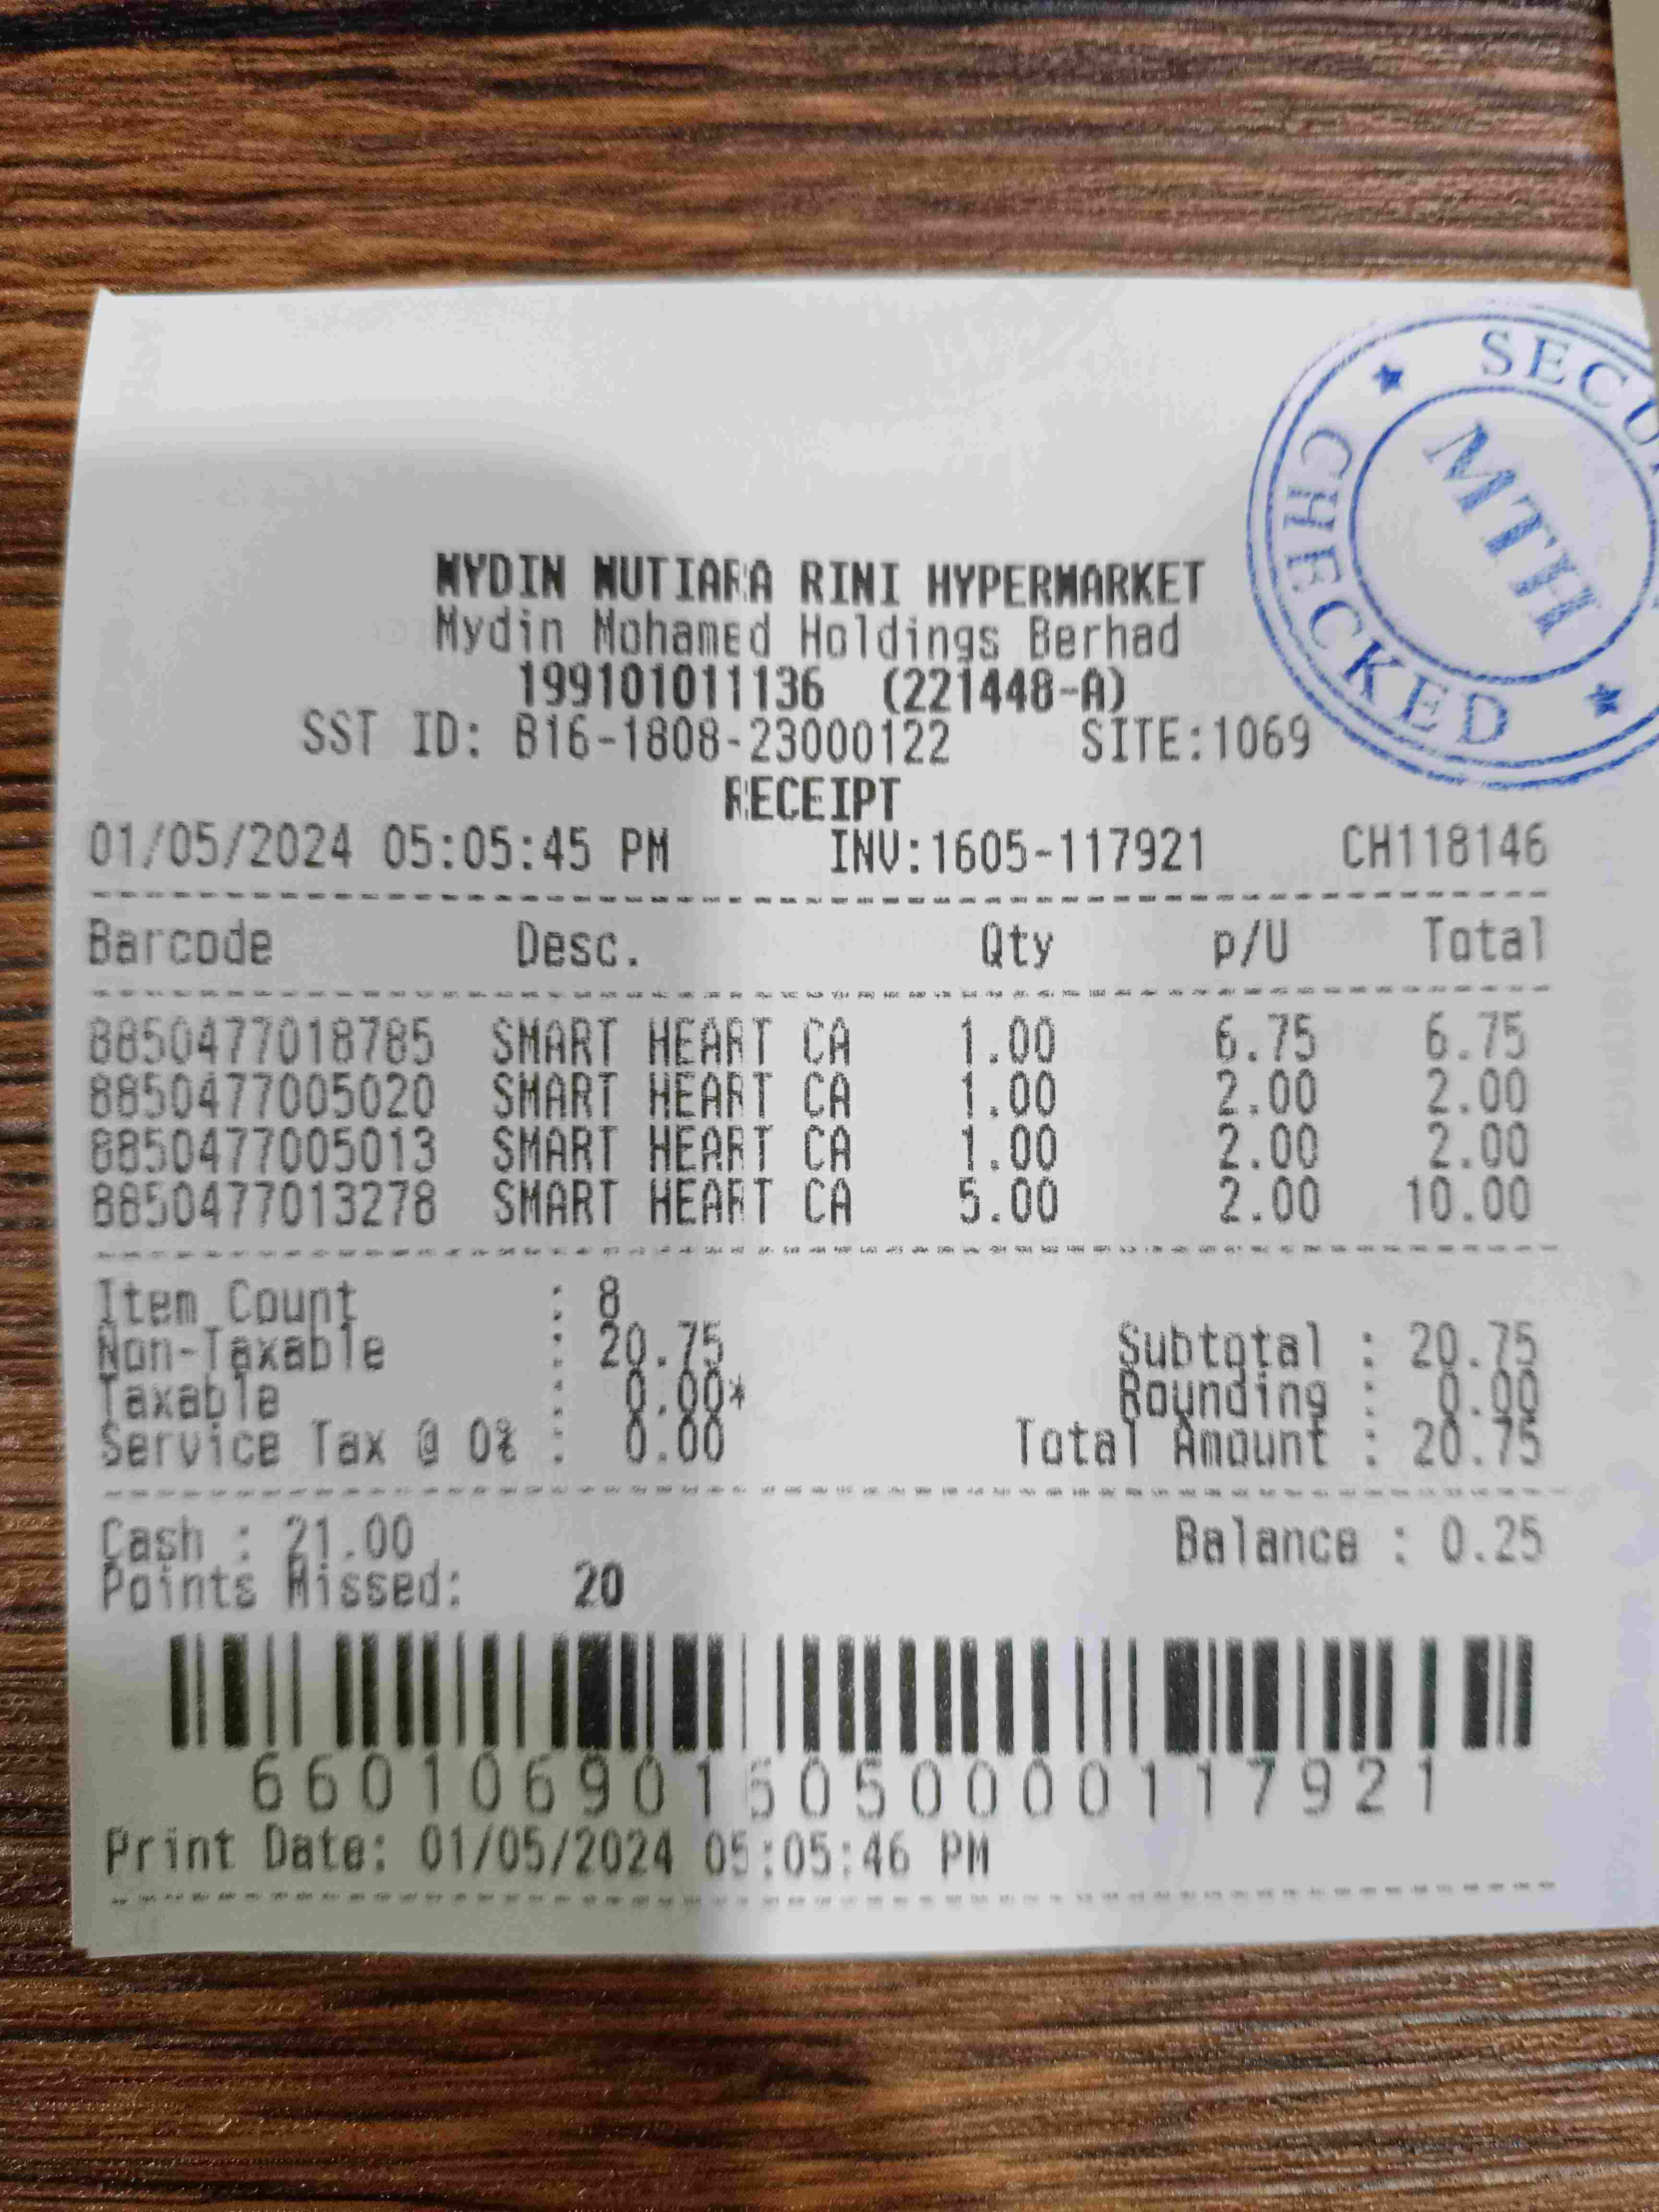 SECU
MTH
CHECKED
MYDIN MUTIARA RINI HYPERMARKET
Mydin Mohamed Holdings Berhad
199101011136 (221448-A)
SST ID: B16-1808-23000122 SITE:1069
RECEIPT
01/05/2024 05:05:45 PM INV:1605-117921 CH118146
Barcode Desc. Qty p/U Total
8850477018785 SMART HEART CA 1.00 6.75 6.75
8850477005020 SMART HEART CA 1.00 2.00 2.00
8850477005013 SMART HEART CA 1.00 2.00 2.00
8850477013278 SMART HEART CA 5.00 2.00 10.00
Item Count : 8
Non-Taxable : 20.75 Subtotal : 20.75
Taxable : 0.00* Rounding : 0.00
Service Tax @ 0% : 0.00 Total Amount : 20.75
Cash : 21.00 Balance : 0.25
Points Missed: 20
6601069016050000117921
Print Date: 01/05/2024 05:05:46 PM